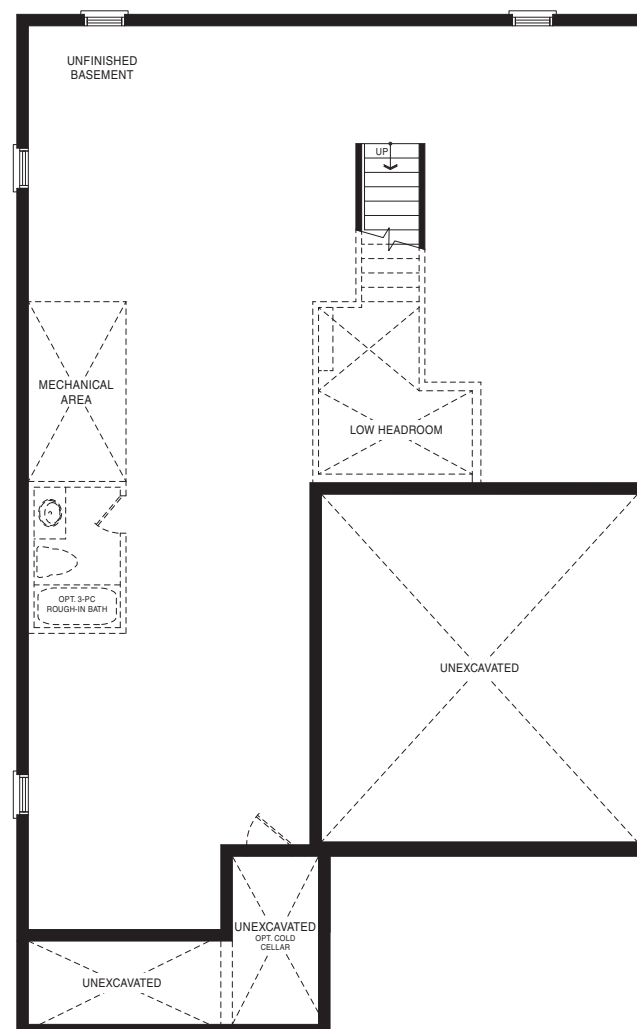 UNFINISHED
BASEMENT
UP
MECHANICAL
AREA
LOW HEADROOM
OPT. 3-PC
ROUGH-IN BATH
UNEXCAVATED
UNEXCAVATED
OPT. COLD
CELLAR
UNEXCAVATED